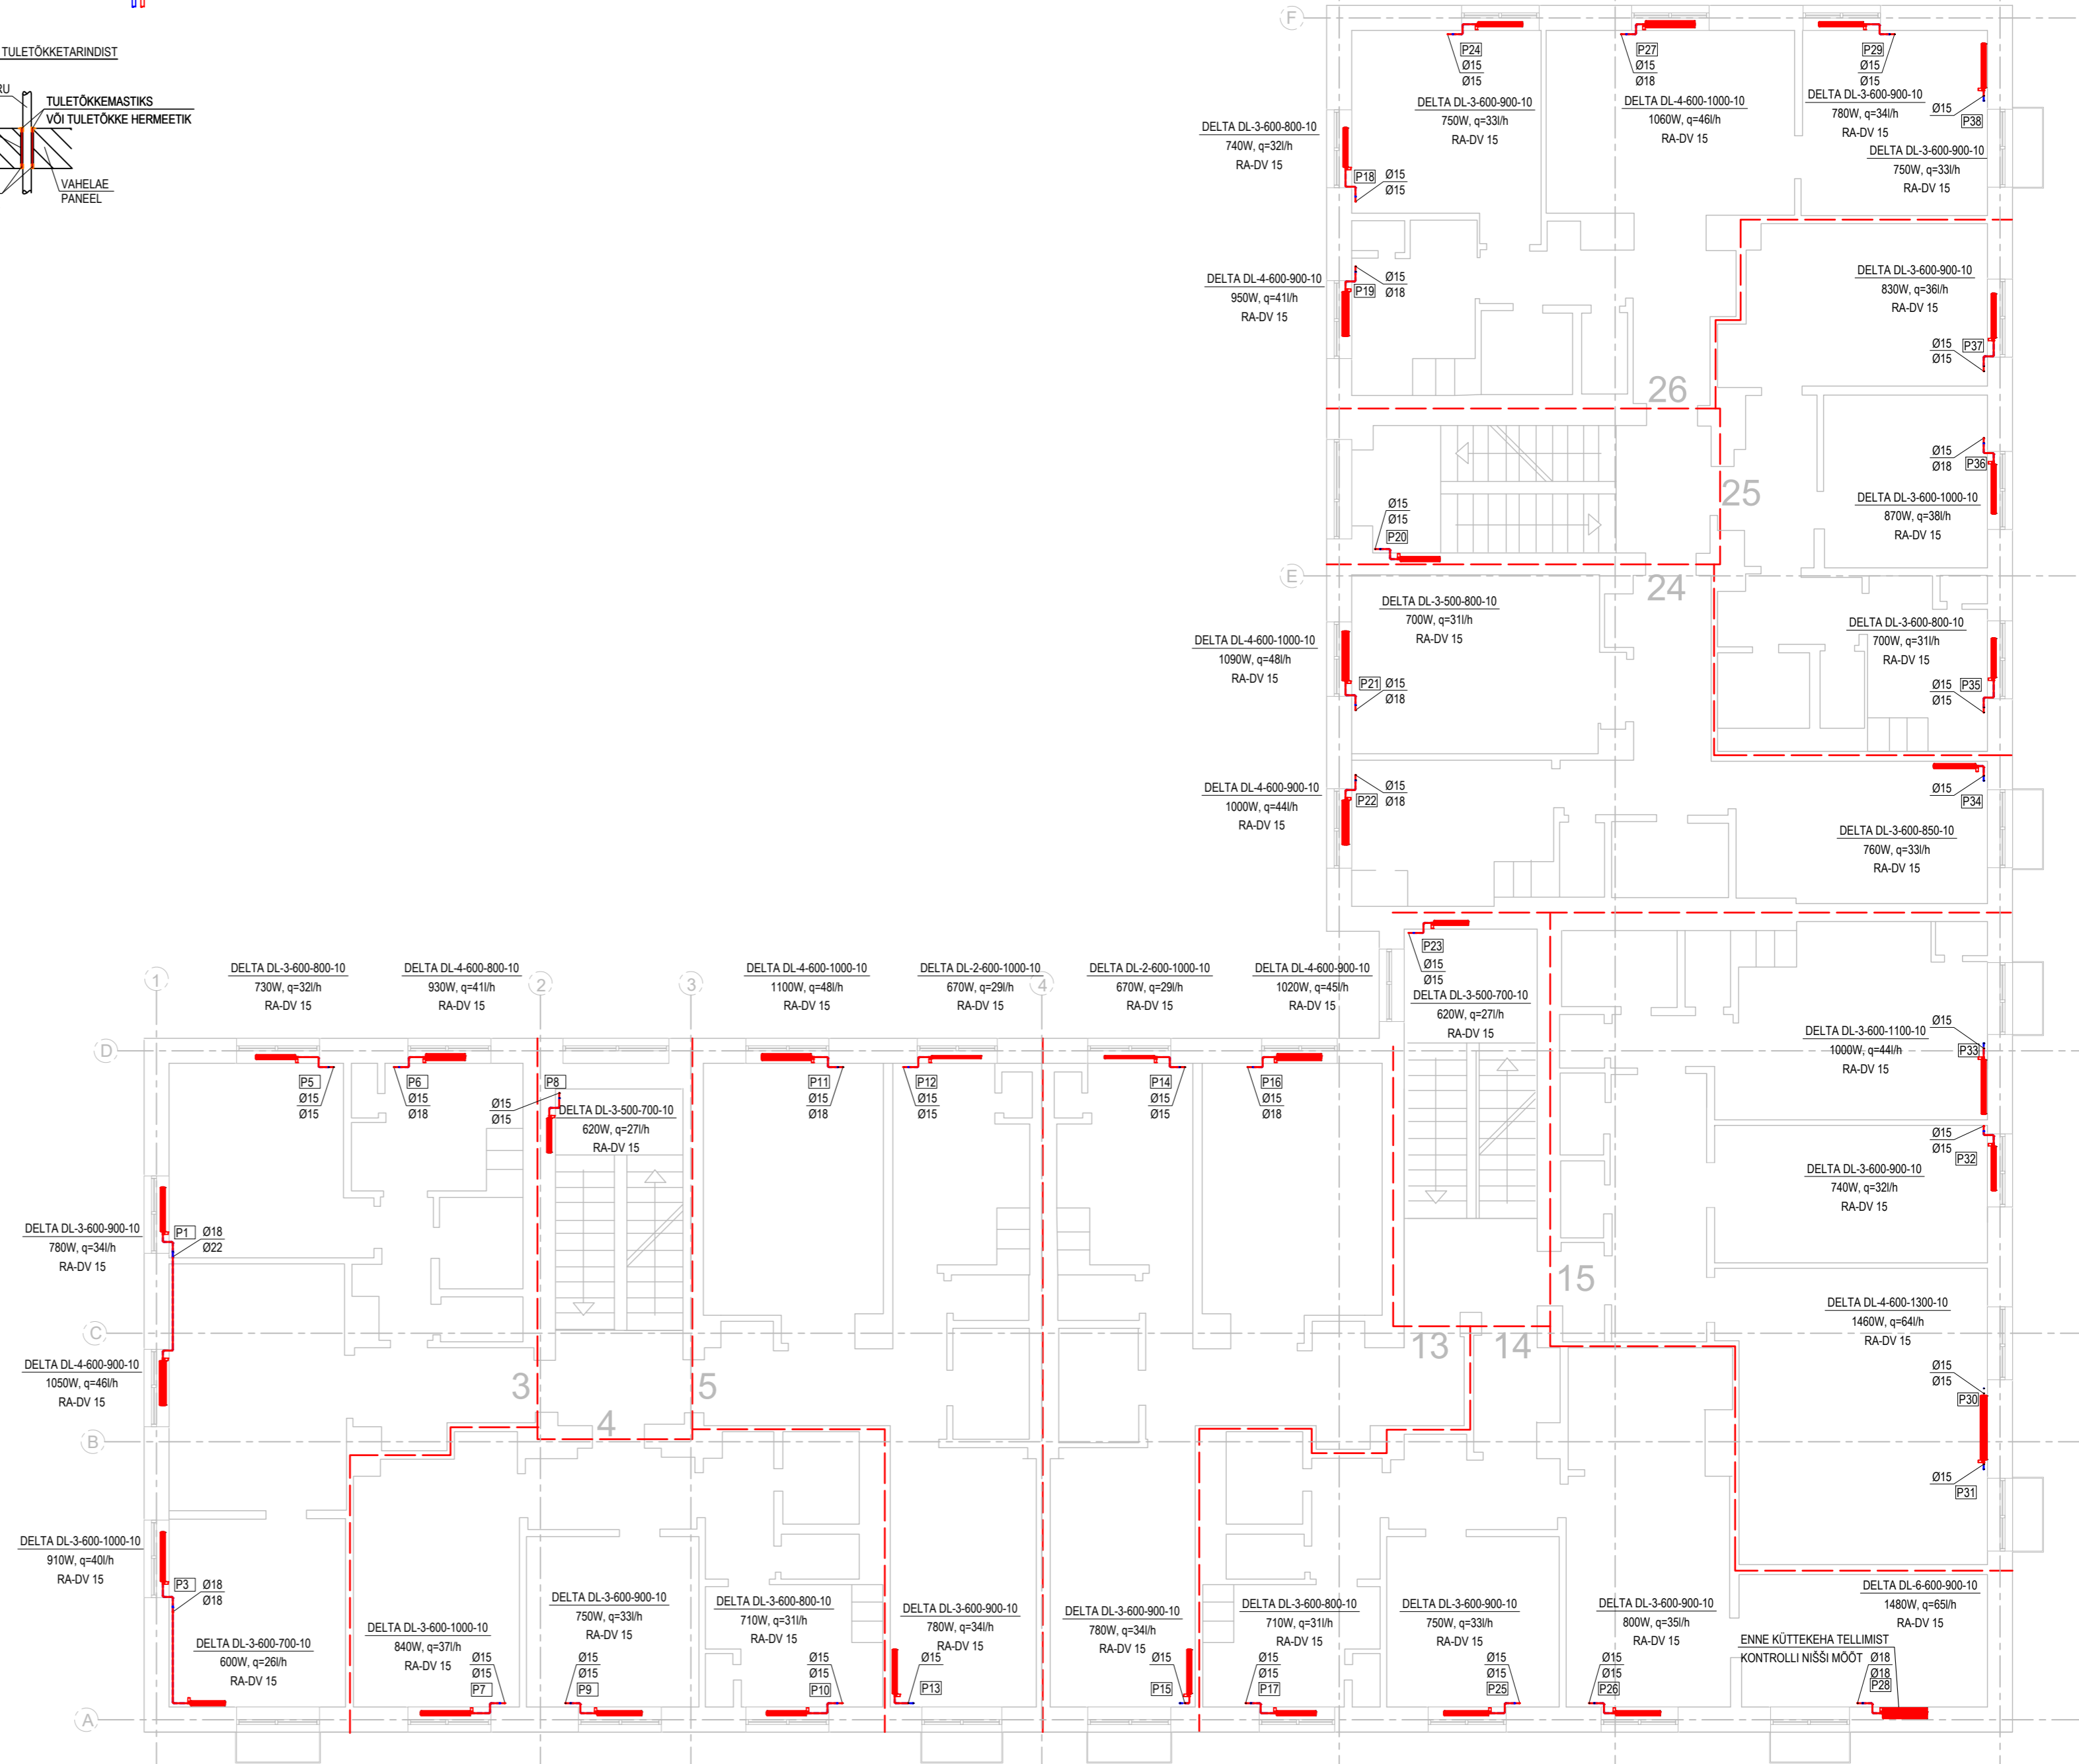 TULETÕKKETARINDIST
RU
TULETÕKKEMASTIKS
VÕI TULETÕKKE HERMEETIK
VAHELAE
PANEEL
F
P24
Ø15
Ø15
DELTA DL-3-600-900-10
750W, q=33l/h
RA-DV 15
P27
Ø15
Ø18
DELTA DL-4-600-1000-10
1060W, q=46l/h
RA-DV 15
P29
Ø15
Ø15
DELTA DL-3-600-900-10
780W, q=34l/h
RA-DV 15
Ø15
P38
DELTA DL-3-600-900-10
750W, q=33l/h
RA-DV 15
DELTA DL-3-600-800-10
740W, q=32l/h
RA-DV 15
P18
Ø15
Ø15
DELTA DL-4-600-900-10
950W, q=41l/h
RA-DV 15
P19
Ø15
Ø18
DELTA DL-3-600-900-10
830W, q=36l/h
RA-DV 15
Ø15
Ø15
P37
26
25
24
Ø15
Ø18
P36
DELTA DL-3-600-1000-10
870W, q=38l/h
RA-DV 15
Ø15
Ø15
P20
E
DELTA DL-3-500-800-10
700W, q=31l/h
RA-DV 15
DELTA DL-3-600-800-10
700W, q=31l/h
RA-DV 15
Ø15
Ø15
P35
DELTA DL-4-600-1000-10
1090W, q=48l/h
RA-DV 15
P21
Ø15
Ø18
DELTA DL-4-600-900-10
1000W, q=44l/h
RA-DV 15
P22
Ø15
Ø18
Ø15
P34
DELTA DL-3-600-850-10
760W, q=33l/h
RA-DV 15
P23
Ø15
Ø15
DELTA DL-3-500-700-10
620W, q=27l/h
RA-DV 15
1
2
3
4
DELTA DL-3-600-800-10
730W, q=32l/h
RA-DV 15
DELTA DL-4-600-800-10
930W, q=41l/h
RA-DV 15
DELTA DL-4-600-1000-10
1100W, q=48l/h
RA-DV 15
DELTA DL-2-600-1000-10
670W, q=29l/h
RA-DV 15
DELTA DL-2-600-1000-10
670W, q=29l/h
RA-DV 15
DELTA DL-4-600-900-10
1020W, q=45l/h
RA-DV 15
D
P5
Ø15
Ø15
P6
Ø15
Ø18
P8
Ø15
Ø15
DELTA DL-3-500-700-10
620W, q=27l/h
RA-DV 15
P11
Ø15
Ø18
P12
Ø15
Ø15
P14
Ø15
Ø15
P16
Ø15
Ø18
Ø15
DELTA DL-3-600-1100-10
1000W, q=44l/h
RA-DV 15
P33
Ø15
Ø15
P32
DELTA DL-3-600-900-10
740W, q=32l/h
RA-DV 15
DELTA DL-3-600-900-10
780W, q=34l/h
RA-DV 15
P1
Ø18
Ø22
15
13
14
DELTA DL-4-600-1300-10
1460W, q=64l/h
RA-DV 15
Ø15
Ø15
P30
C
DELTA DL-4-600-900-10
1050W, q=46l/h
RA-DV 15
3
4
5
B
Ø15
P31
DELTA DL-3-600-1000-10
910W, q=40l/h
RA-DV 15
P3
Ø18
Ø18
DELTA DL-3-600-700-10
600W, q=26l/h
RA-DV 15
DELTA DL-3-600-1000-10
840W, q=37l/h
RA-DV 15
Ø15
Ø15
P7
DELTA DL-3-600-900-10
750W, q=33l/h
RA-DV 15
Ø15
Ø15
P9
DELTA DL-3-600-800-10
710W, q=31l/h
RA-DV 15
Ø15
Ø15
P10
DELTA DL-3-600-900-10
780W, q=34l/h
RA-DV 15
Ø15
P13
DELTA DL-3-600-900-10
780W, q=34l/h
RA-DV 15
Ø15
P15
DELTA DL-3-600-800-10
710W, q=31l/h
RA-DV 15
Ø15
Ø15
P17
DELTA DL-3-600-900-10
750W, q=33l/h
RA-DV 15
Ø15
Ø15
P25
DELTA DL-3-600-900-10
800W, q=35l/h
RA-DV 15
Ø15
Ø15
P26
DELTA DL-6-600-900-10
1480W, q=65l/h
RA-DV 15
ENNE KÜTTEKEHA TELLIMIST
KONTROLLI NIŠŠI MÕÕT
Ø18
Ø18
P28
A